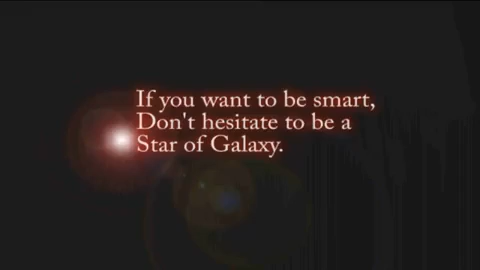 If you want to be smart,
Don't hesitate to be a
Star of Galaxy.